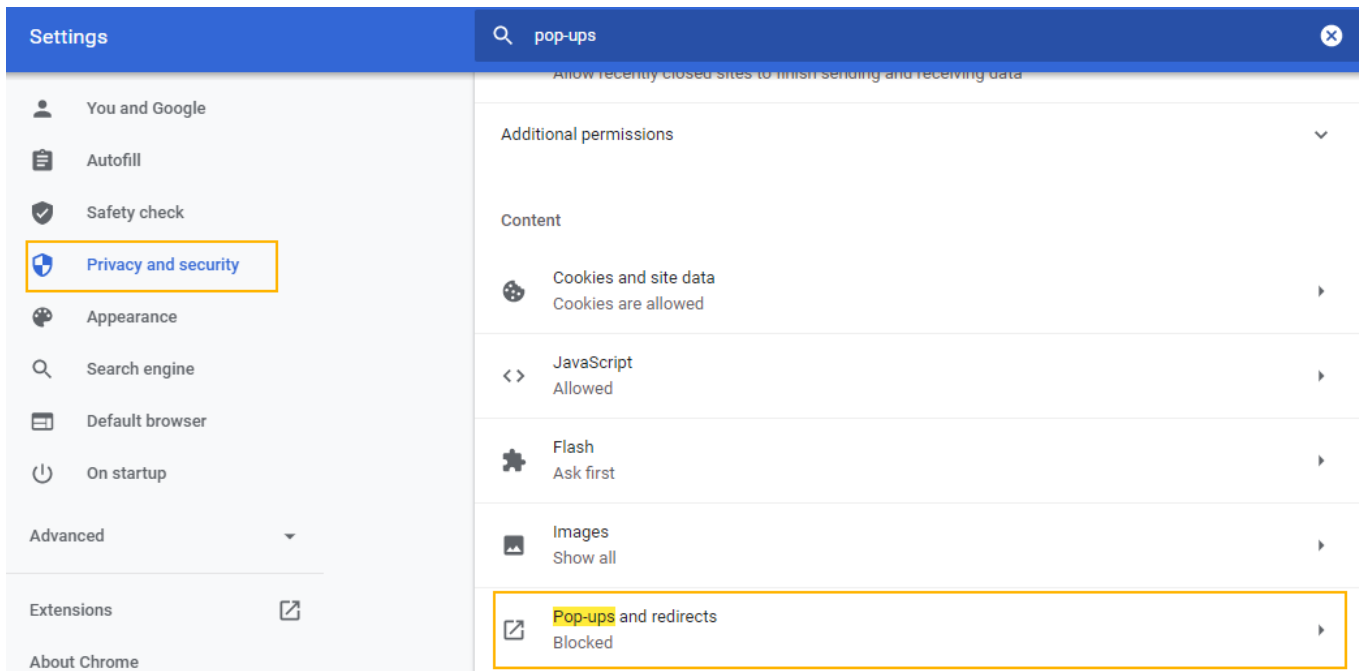 Settings
pop-ups
You and Google
Autofill
Safety check
Privacy and security
Appearance
Search engine
Default browser
On startup
Advanced
Extensions
About Chrome
Allow recently closed sites to finish sending and receiving data
Additional permissions
Content
Cookies and site data
Cookies are allowed
JavaScript
Allowed
Flash
Ask first
Images
Show all
Pop-ups and redirects
Blocked